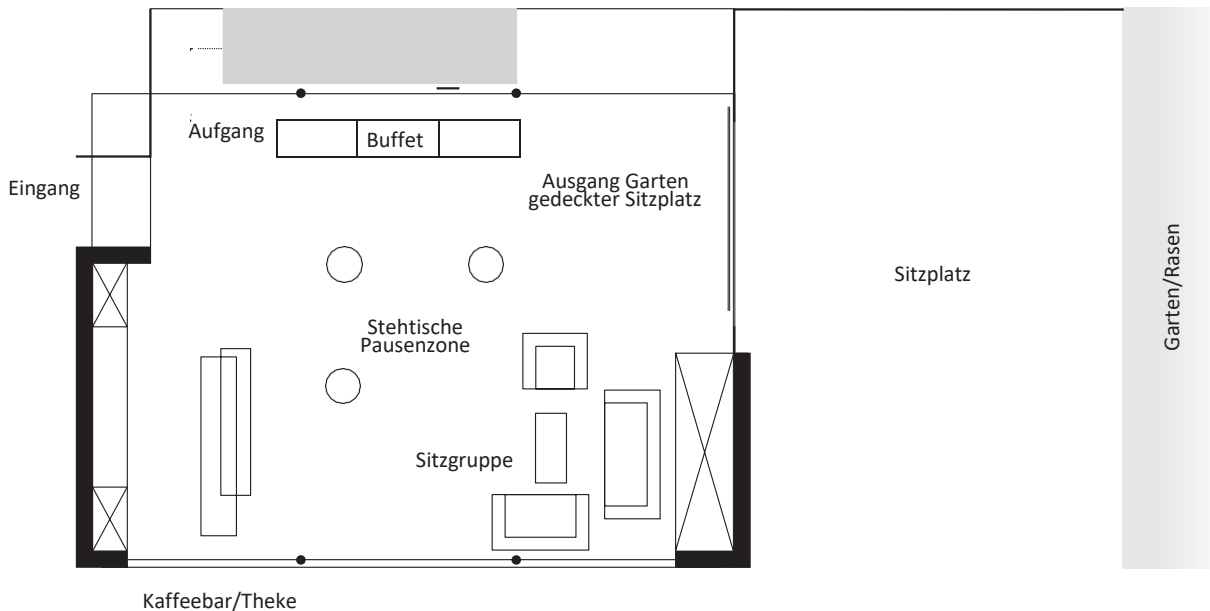 Aufgang
Buffet
Eingang
Ausgang Garten
gedeckter Sitzplatz
Sitzplatz
Garten/Rasen
Stehtische
Pausenzone
Sitzgruppe
Kaffeebar/Theke